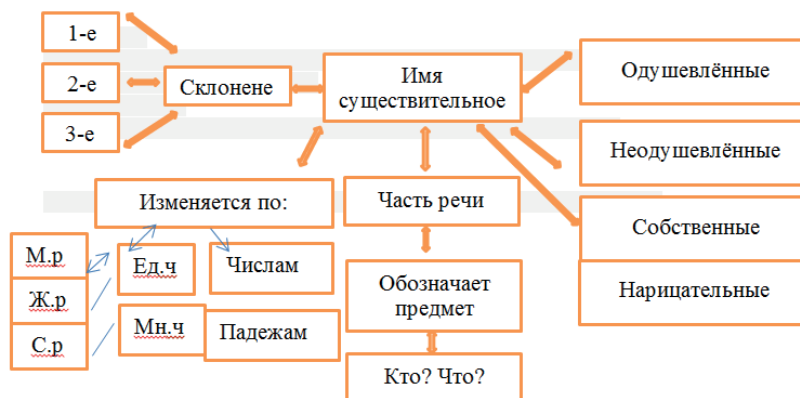 1-е
2-е
3-е
Склонене
Имя
существительное
Одушевлённые
Неодушевлённые
Собственные
Нарицательные
Изменяется по:
Часть речи
М.р
Ж.р
С.р
Ед.ч
Мн.ч
Числам
Падежам
Обозначает
предмет
Кто? Что?